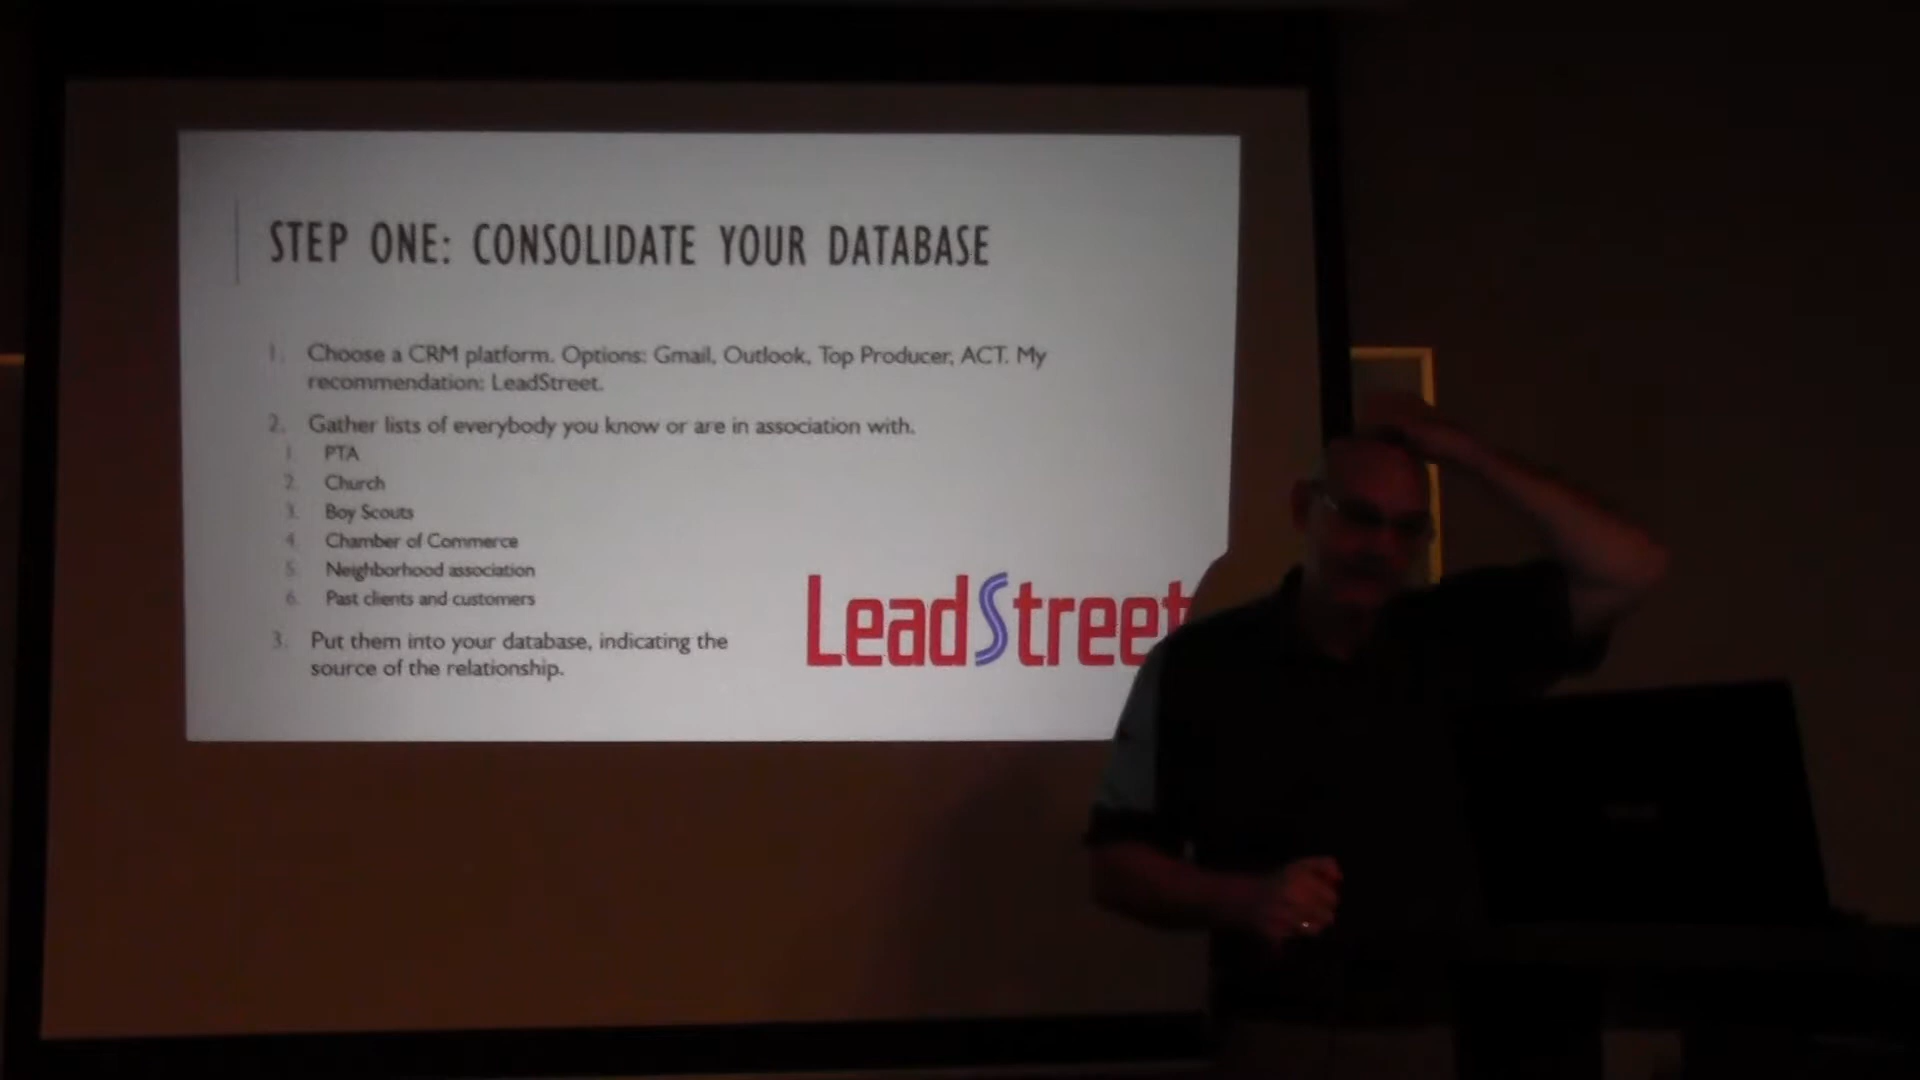 STEP ONE: CONSOLIDATE YOUR DATABASE
1. Choose a CRM platform. Options: Gmail, Outlook, Top Producer, ACT. My
recommendation: LeadStreet.
2. Gather lists of everybody you know or are in association with.
1. PTA
2. Church
3. Boy Scouts
4. Chamber of Commerce
5. Neighborhood association
6. Past clients and customers
3. Put them into your database, indicating the
source of the relationship.
LeadStreet